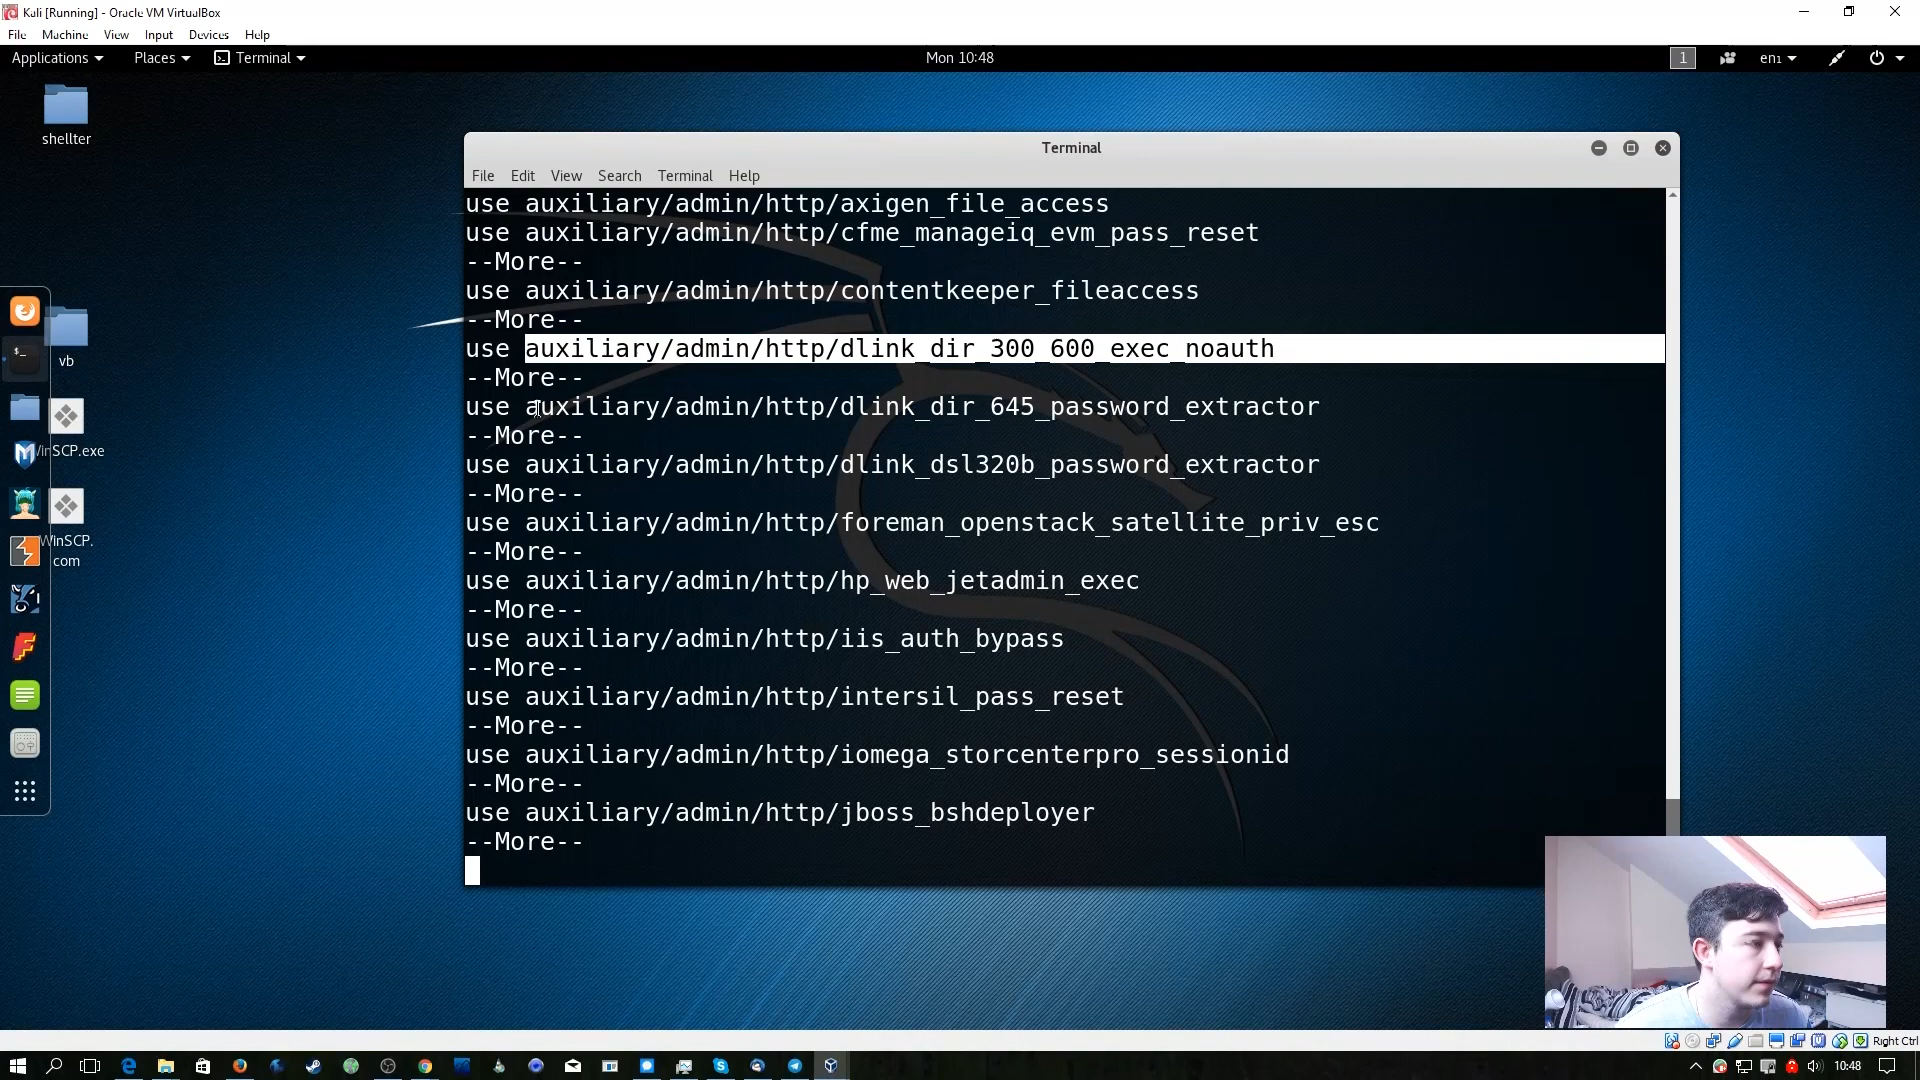 Kali [Running] - Oracle VM VirtualBox
File Machine View Input Devices Help
Applications Places Terminal Mon 10:48 1 en1
shellter
vb
WinSCP.
com
Terminal
File Edit View Search Terminal Help
use auxiliary/admin/http/axigen_file_access
use auxiliary/admin/http/cfme_manageiq_evm_pass_reset
--More--
use auxiliary/admin/http/contentkeeper_fileaccess
--More--
use auxiliary/admin/http/dlink_dir_300_600_exec_noauth
--More--
use auxiliary/admin/http/dlink_dir_645_password_extractor
--More--
use auxiliary/admin/http/dlink_dsl320b_password_extractor
--More--
use auxiliary/admin/http/foreman_openstack_satellite_priv_esc
--More--
use auxiliary/admin/http/hp_web_jetadmin_exec
--More--
use auxiliary/admin/http/iis_auth_bypass
--More--
use auxiliary/admin/http/intersil_pass_reset
--More--
use auxiliary/admin/http/iomega_storcenterpro_sessionid
--More--
use auxiliary/admin/http/jboss_bshdeployer
--More--
Right Ctrl
10:48